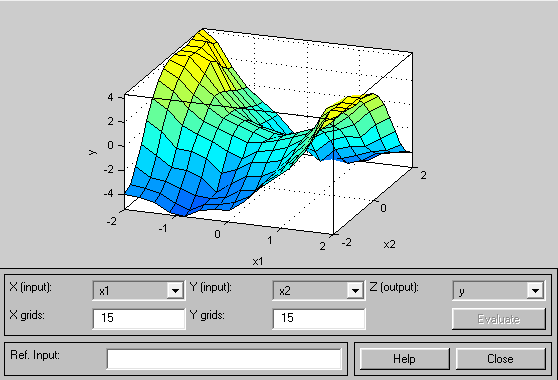 4
2
0
-2
-4
y
-2
-1
0
1
2
x1
-2
0
2
x2
X (input): x1 Y (input): x2 Z (output): y
X grids: 15 Y grids: 15 Evaluate
Ref. Input: Help Close